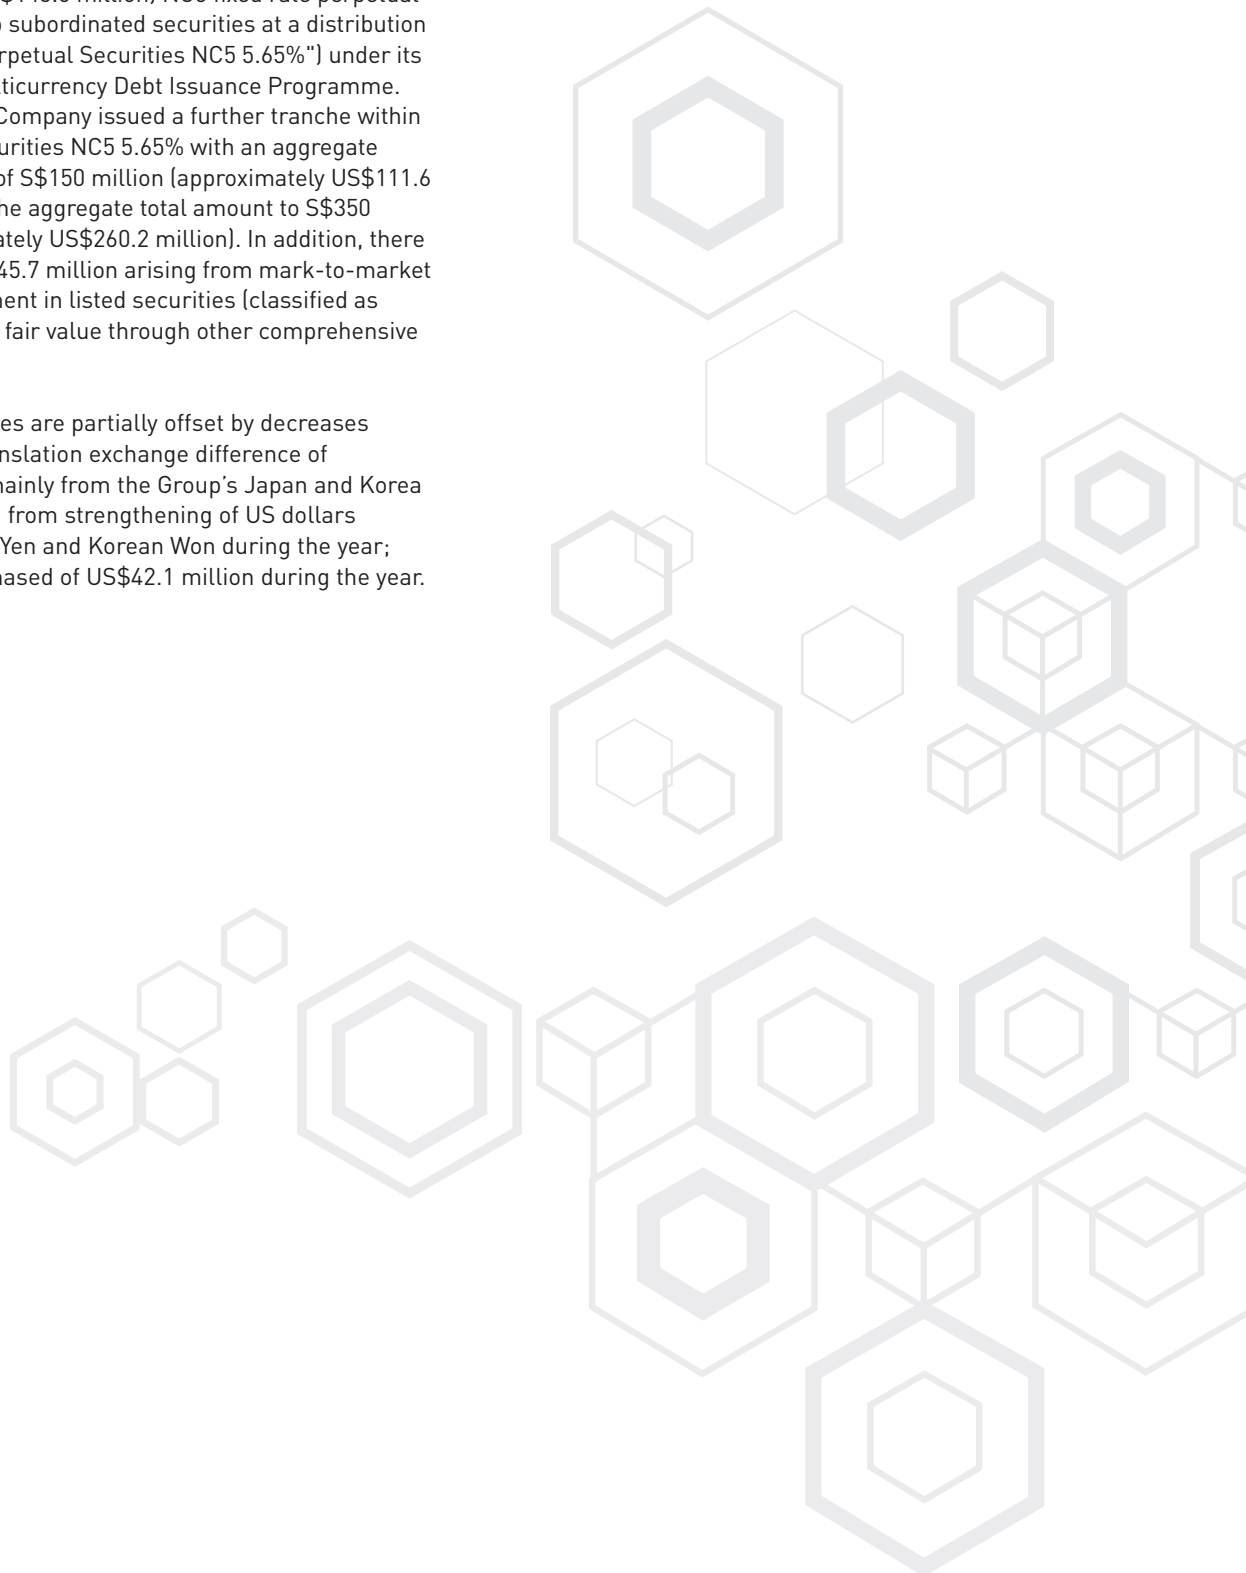 subordinated securities at a distribution
rpetual Securities NC5 5.65%") under its
ticurrency Debt Issuance Programme.
Company issued a further tranche within
urities NC5 5.65% with an aggregate
of S$150 million (approximately US$111.6
he aggregate total amount to S$350
ately US$260.2 million). In addition, there
45.7 million arising from mark-to-market
nent in listed securities (classified as
fair value through other comprehensive
es are partially offset by decreases
nslation exchange difference of
nainly from the Group's Japan and Korea
from strengthening of US dollars
Yen and Korean Won during the year;
hased of US$42.1 million during the year.